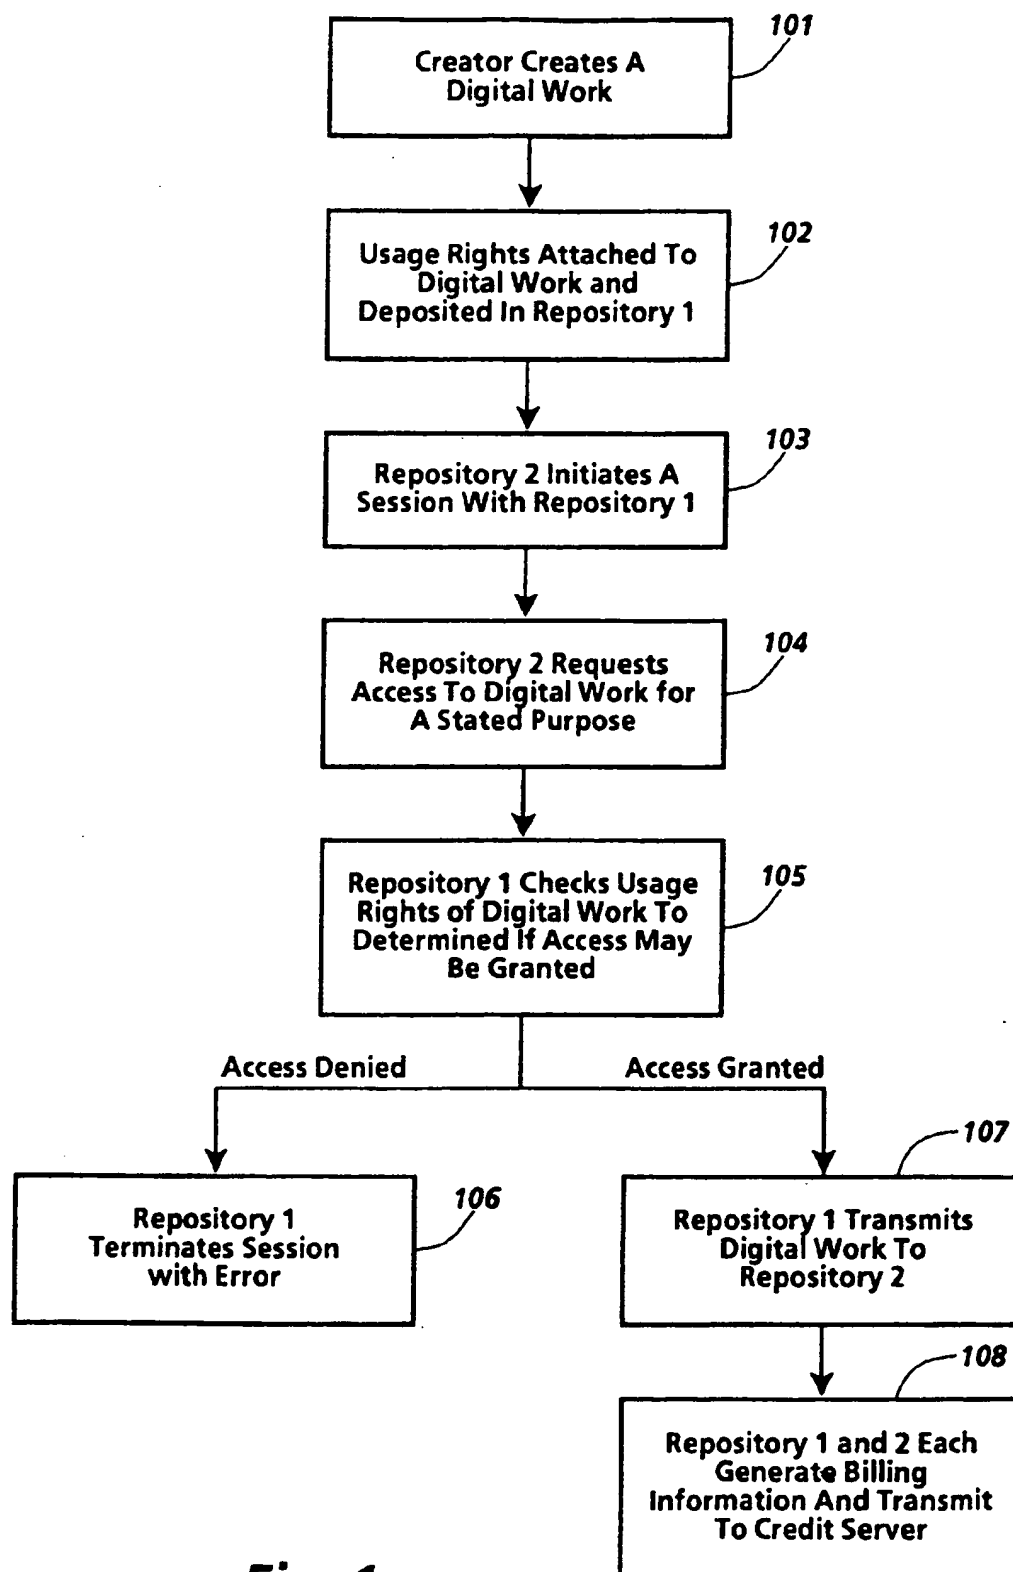 101
Creator Creates A
Digital Work
102
Usage Rights Attached To
Digital Work and
Deposited In Repository 1
103
Repository 2 Initiates A
Session With Repository 1
104
Repository 2 Requests
Access To Digital Work for
A Stated Purpose
105
Repository 1 Checks Usage
Rights of Digital Work To
Determined If Access May
Be Granted
Access Denied
Access Granted
106
Repository 1
Terminates Session
with Error
107
Repository 1 Transmits
Digital Work To
Repository 2
108
Repository 1 and 2 Each
Generate Billing
Information And Transmit
To Credit Server